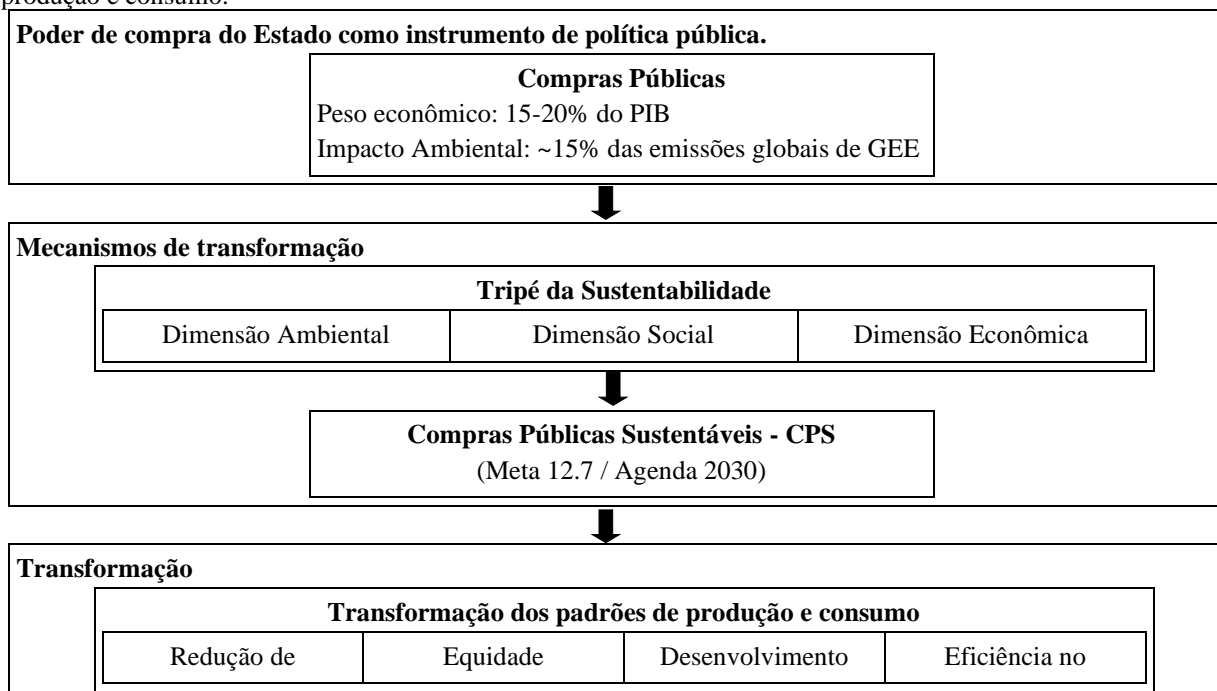 produção e consumo.
Poder de compra do Estado como instrumento de política pública.
Compras Públicas
Peso econômico: 15-20% do PIB
Impacto Ambiental: ~15% das emissões globais de GEE
Mecanismos de transformação
Tripé da Sustentabilidade
Dimensão Ambiental
Dimensão Social
Dimensão Econômica
Compras Públicas Sustentáveis - CPS
(Meta 12.7 / Agenda 2030)
Transformação
Transformação dos padrões de produção e consumo
Redução de
Equidade
Desenvolvimento
Eficiência no